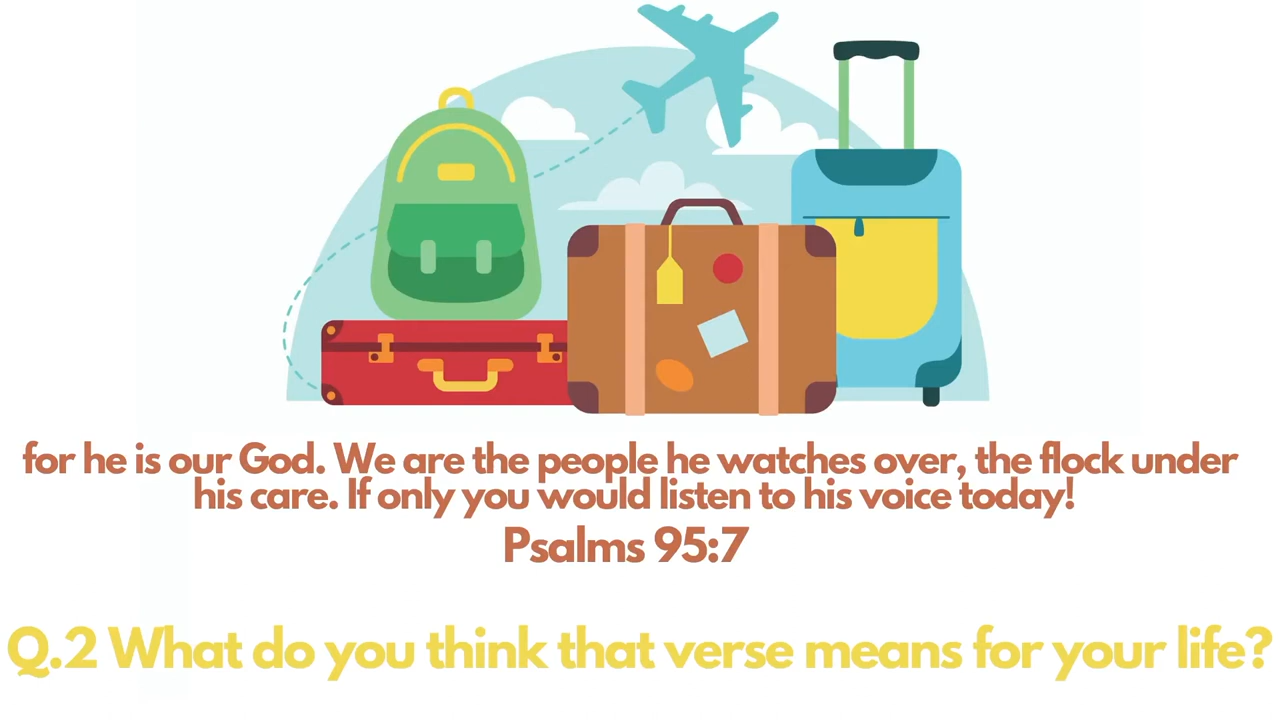 for he is our God. We are the people he watches over, the flock under
his care. If only you would listen to his voice today!
Psalms 95:7
Q.2 What do you think that verse means for your life?